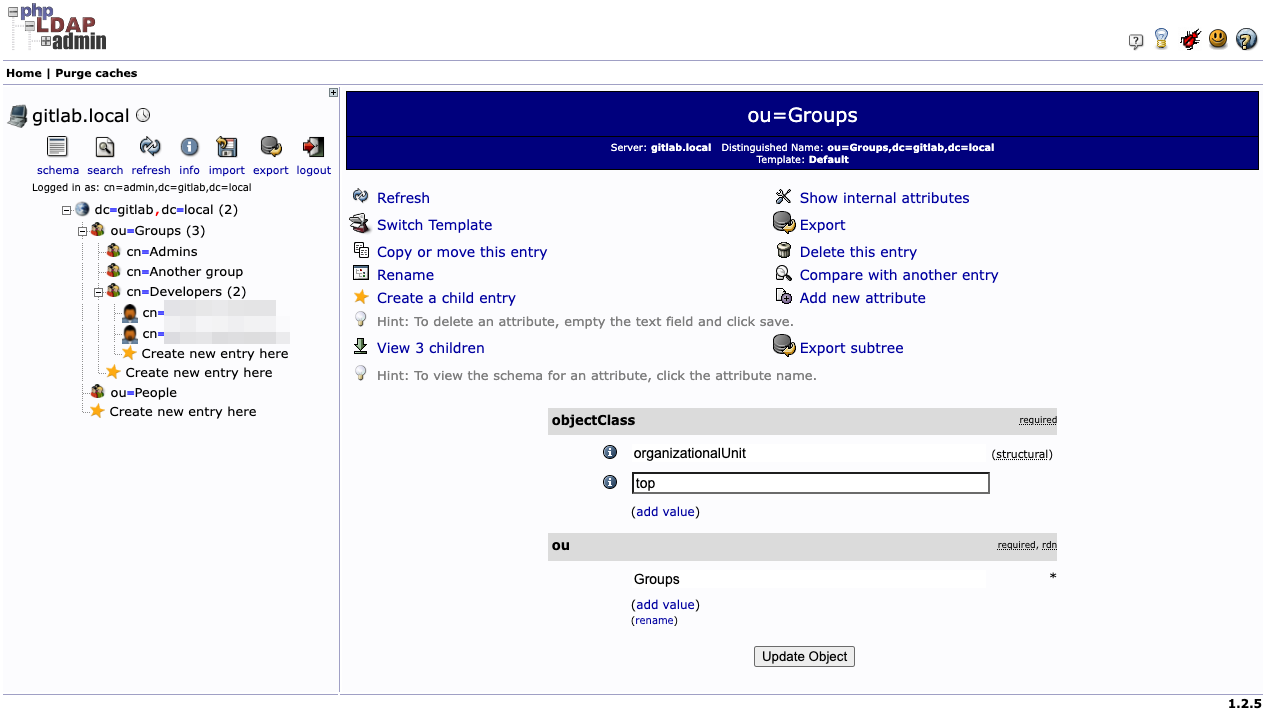 php
LDAP
admin
Home | Purge caches
gitlab.local
schema search refresh info import export logout
Logged in as: cn=admin,dc=gitlab,dc=local
dc=gitlab,dc=local (2)
ou=Groups (3)
cn=Admins
cn=Another group
cn=Developers (2)
cn=
cn=
Create new entry here
Create new entry here
ou=People
Create new entry here
ou=Groups
Server: gitlab.local Distinguished Name: ou=Groups,dc=gitlab,dc=local
Template: Default
Refresh
Show internal attributes
Switch Template
Export
Copy or move this entry
Delete this entry
Rename
Compare with another entry
Create a child entry
Add new attribute
Hint: To delete an attribute, empty the text field and click save.
View 3 children
Export subtree
Hint: To view the schema for an attribute, click the attribute name.
objectClass required
organizationalUnit (structural)
top
(add value)
ou required, rdn
Groups *
(add value)
(rename)
Update Object
1.2.5